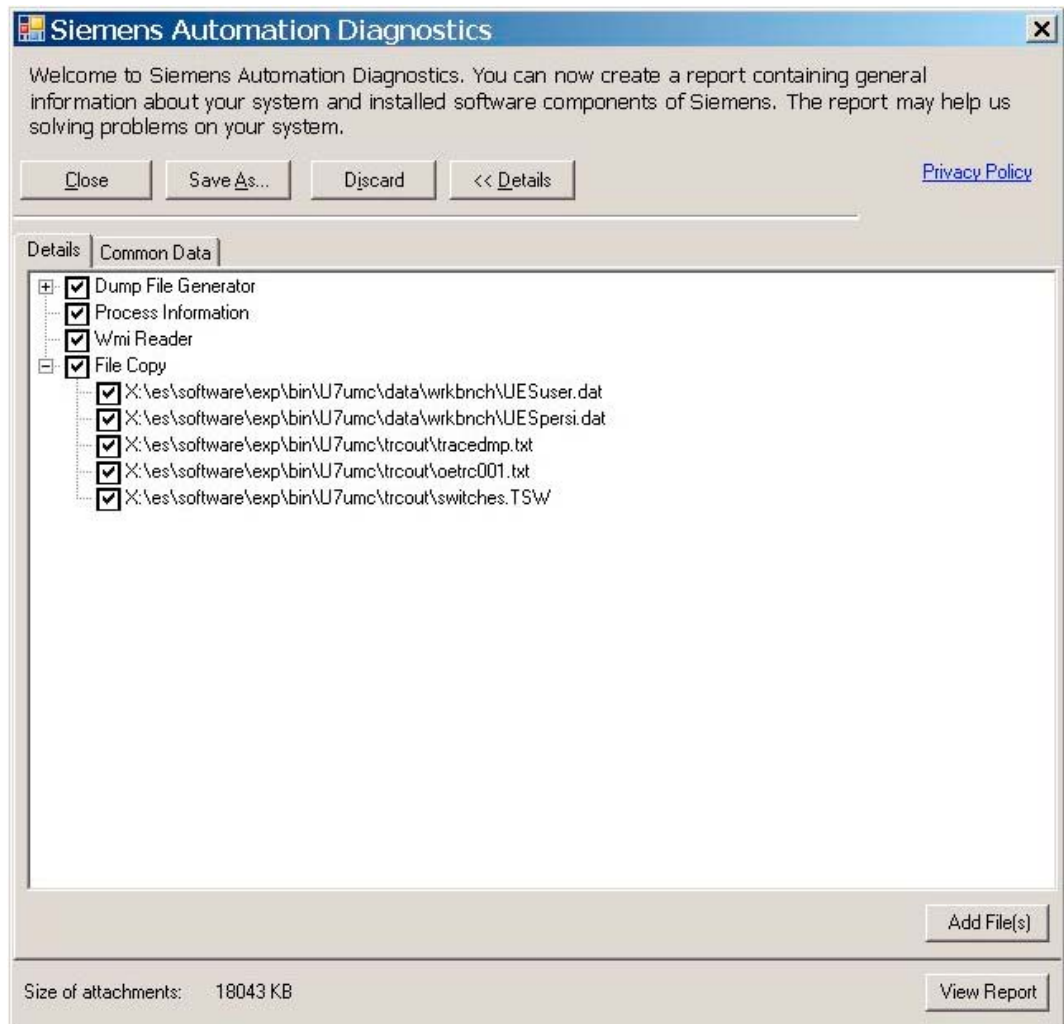 Siemens Automation Diagnostics
Welcome to Siemens Automation Diagnostics. You can now create a report containing general
information about your system and installed software components of Siemens. The report may help us
solving problems on your system.
Close
Save As...
Discard
<< Details
Privacy Policy
Details
Common Data
Dump File Generator
Process Information
Wmi Reader
File Copy
X:\es\software\exp\bin\U7umc\data\wrkbnch\UESuser.dat
X:\es\software\exp\bin\U7umc\data\wrkbnch\UESpersi.dat
X:\es\software\exp\bin\U7umc\trcout\tracedmp.txt
X:\es\software\exp\bin\U7umc\trcout\oetrc001.txt
X:\es\software\exp\bin\U7umc\trcout\switches.TSW
Add File(s)
Size of attachments: 18043 KB
View Report